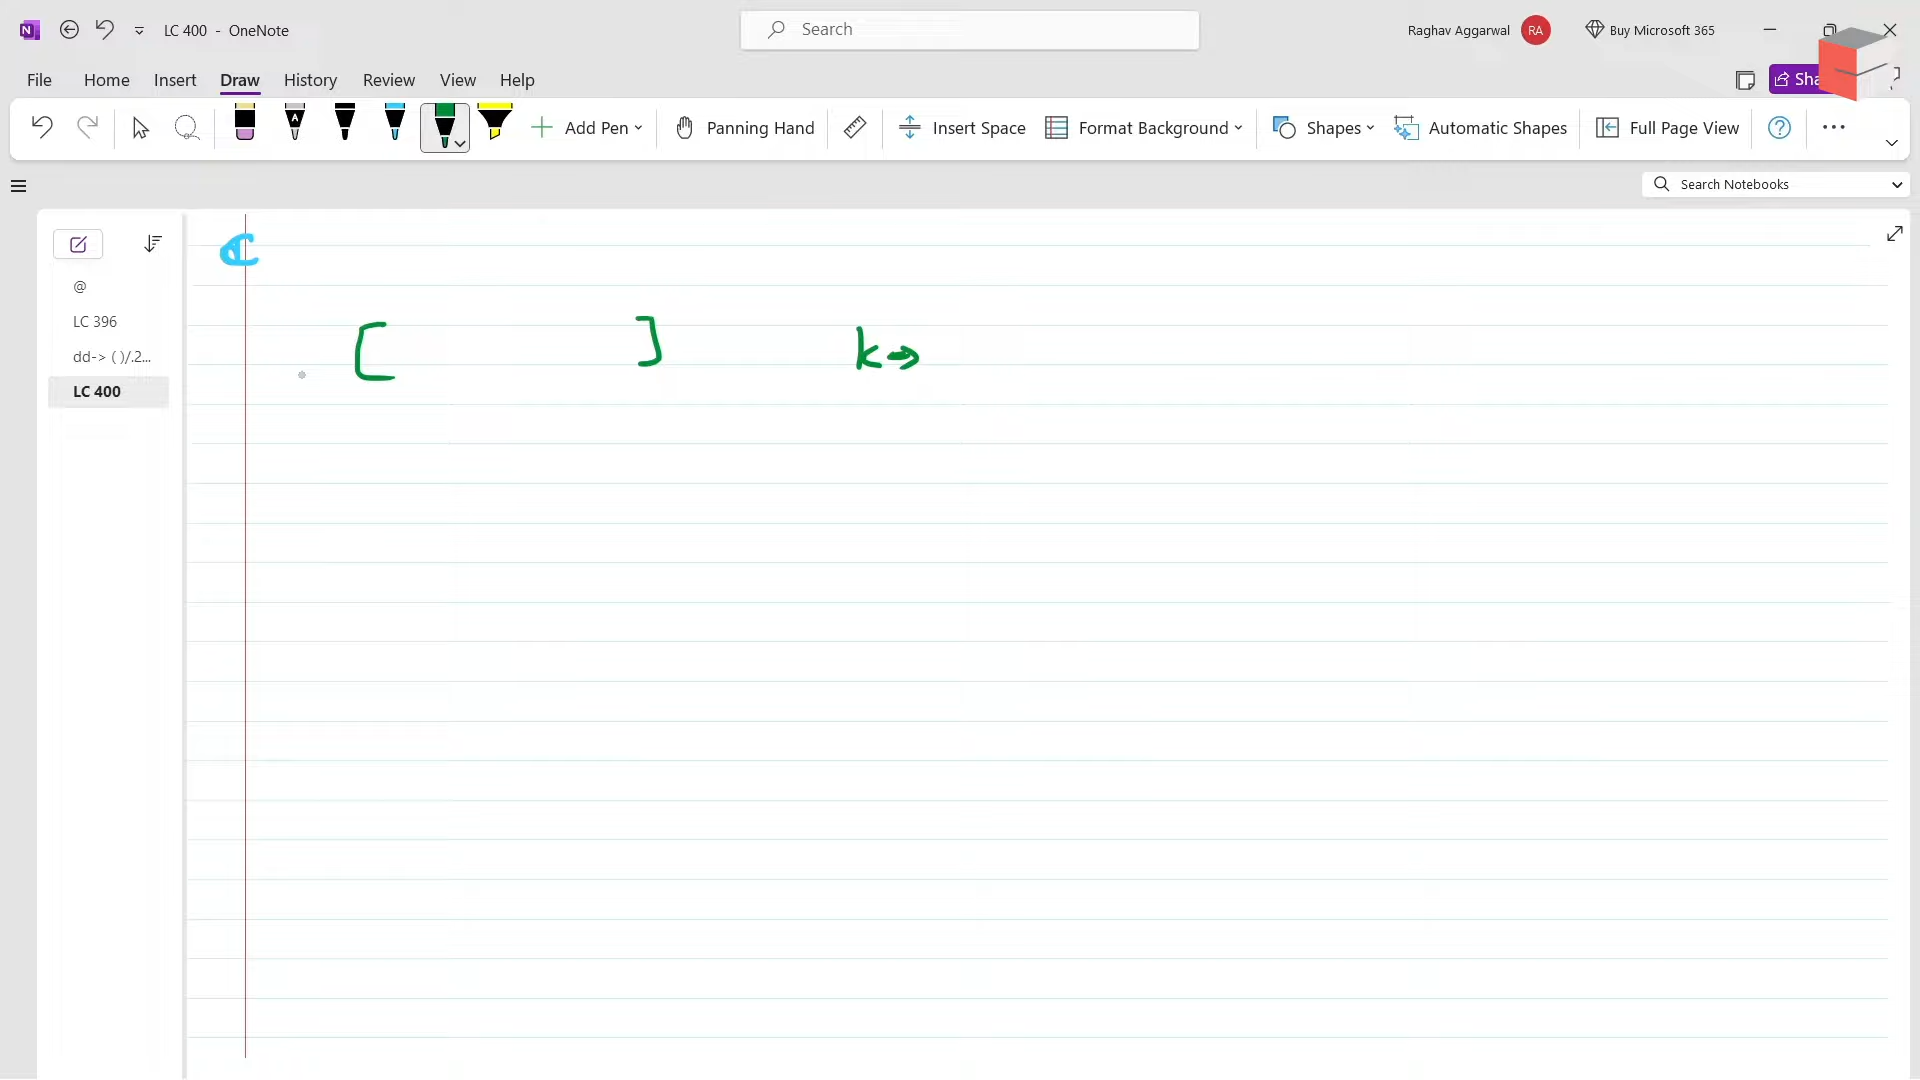 LC 400 - OneNote
Search
Raghav Aggarwal
RA
Buy Microsoft 365
File Home Insert Draw History Review View Help
Add Pen
Panning Hand
Insert Space
Format Background
Shapes
Automatic Shapes
Full Page View
Search Notebooks
@
LC 396
dd-> ( )/.2...
LC 400
[ ] k→